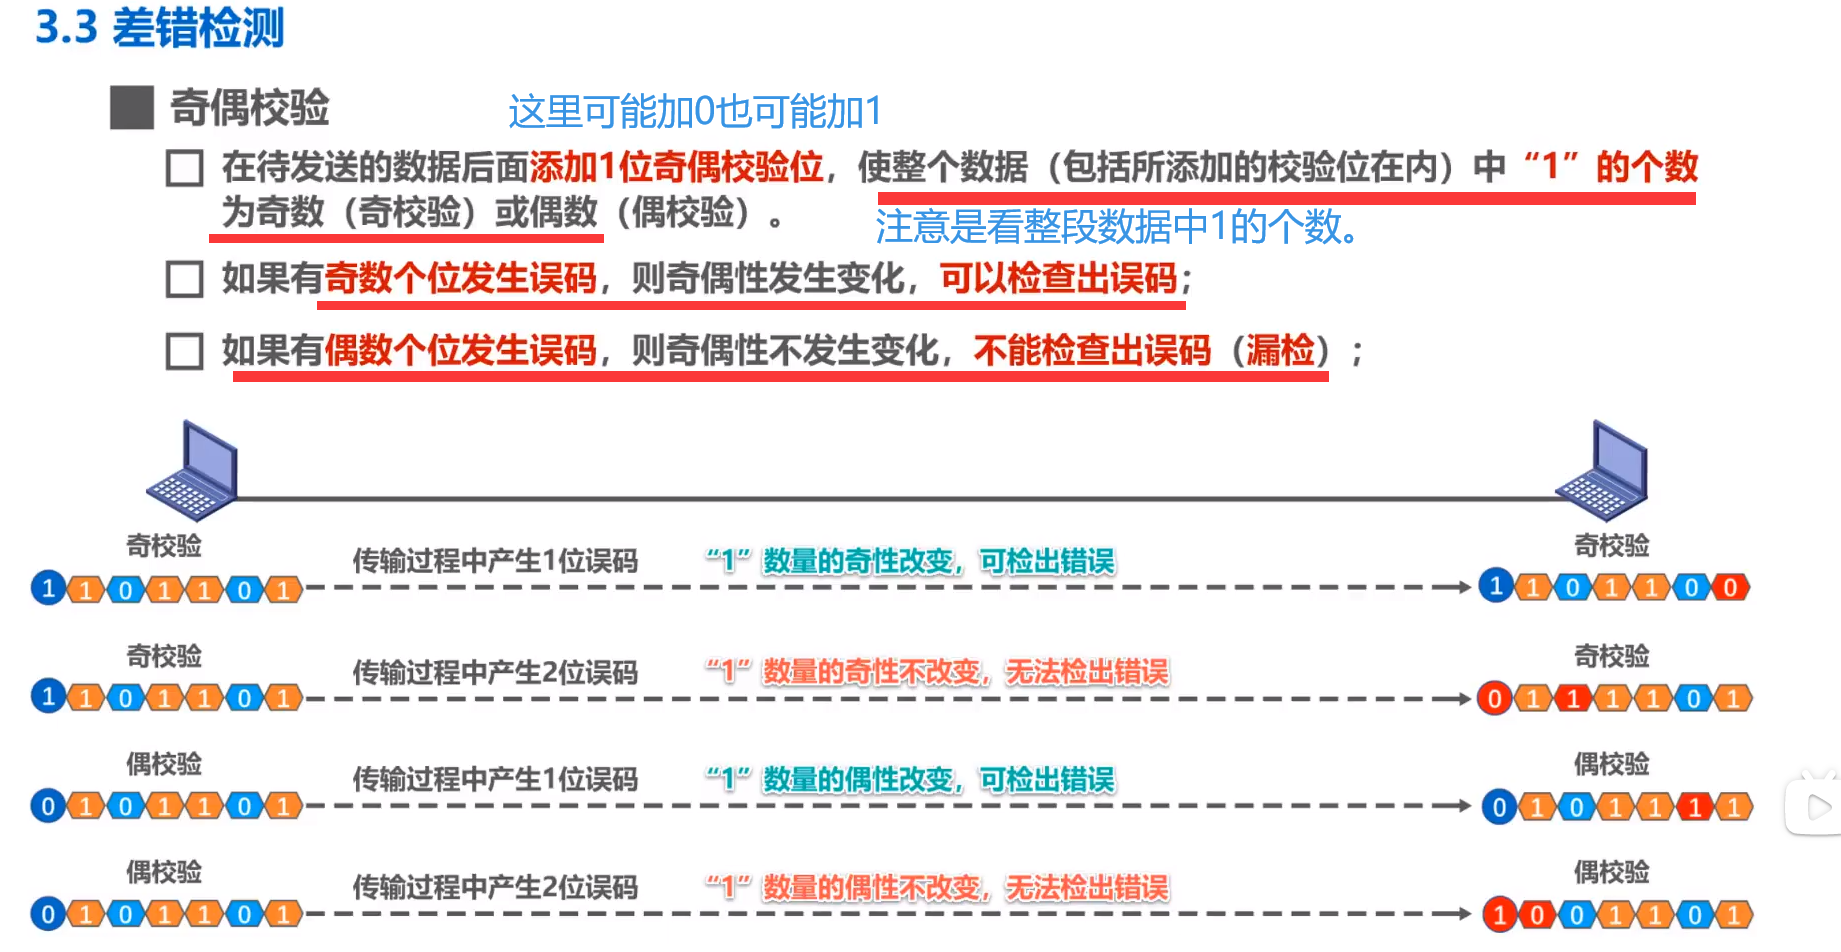 3.3 差错检测
奇偶校验
这里可能加0也可能加1
在待发送的数据后面添加1位奇偶校验位，使整个数据（包括所添加的校验位在内）中“1”的个数
为奇数（奇校验）或偶数（偶校验）。
注意是看整段数据中1的个数。
如果有奇数个位发生误码，则奇偶性发生变化，可以检查出误码；
如果有偶数个位发生误码，则奇偶性不发生变化，不能检查出误码（漏检）；
奇校验
奇校验
传输过程中产生1位误码 “1”数量的奇性改变，可检出错误
1 1 0 1 1 0 1
1 1 0 1 1 0 0
奇校验
奇校验
传输过程中产生2位误码 “1”数量的奇性不改变，无法检出错误
1 1 0 1 1 0 1
0 1 1 1 1 0 1
偶校验
偶校验
传输过程中产生1位误码 “1”数量的偶性改变，可检出错误
0 1 0 1 1 0 1
0 1 0 1 1 1 1
偶校验
偶校验
传输过程中产生2位误码 “1”数量的偶性不改变，无法检出错误
0 1 0 1 1 0 1
1 0 0 1 1 0 1